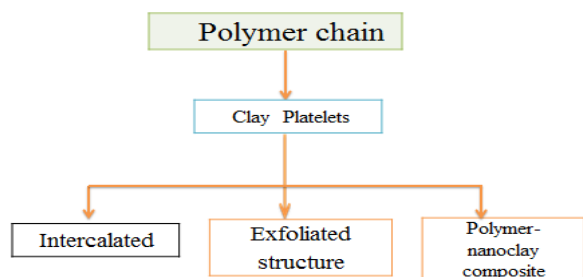 Polymer chain
Clay Platelets
Intercalated
Exfoliated
structure
Polymer-
nanoclay
composite